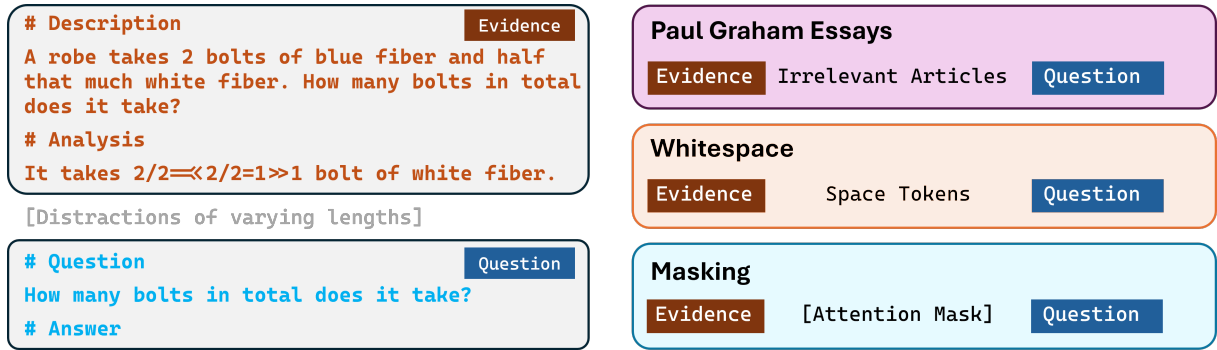 # Description
Evidence
A robe takes 2 bolts of blue fiber and half
that much white fiber. How many bolts in total
does it take?
# Analysis
It takes 2/2=<<2/2=1>>1 bolt of white fiber.
[Distractions of varying lengths]
# Question
Question
How many bolts in total does it take?
# Answer
Paul Graham Essays
Evidence Irrelevant Articles Question
Whitespace
Evidence Space Tokens Question
Masking
Evidence [Attention Mask] Question